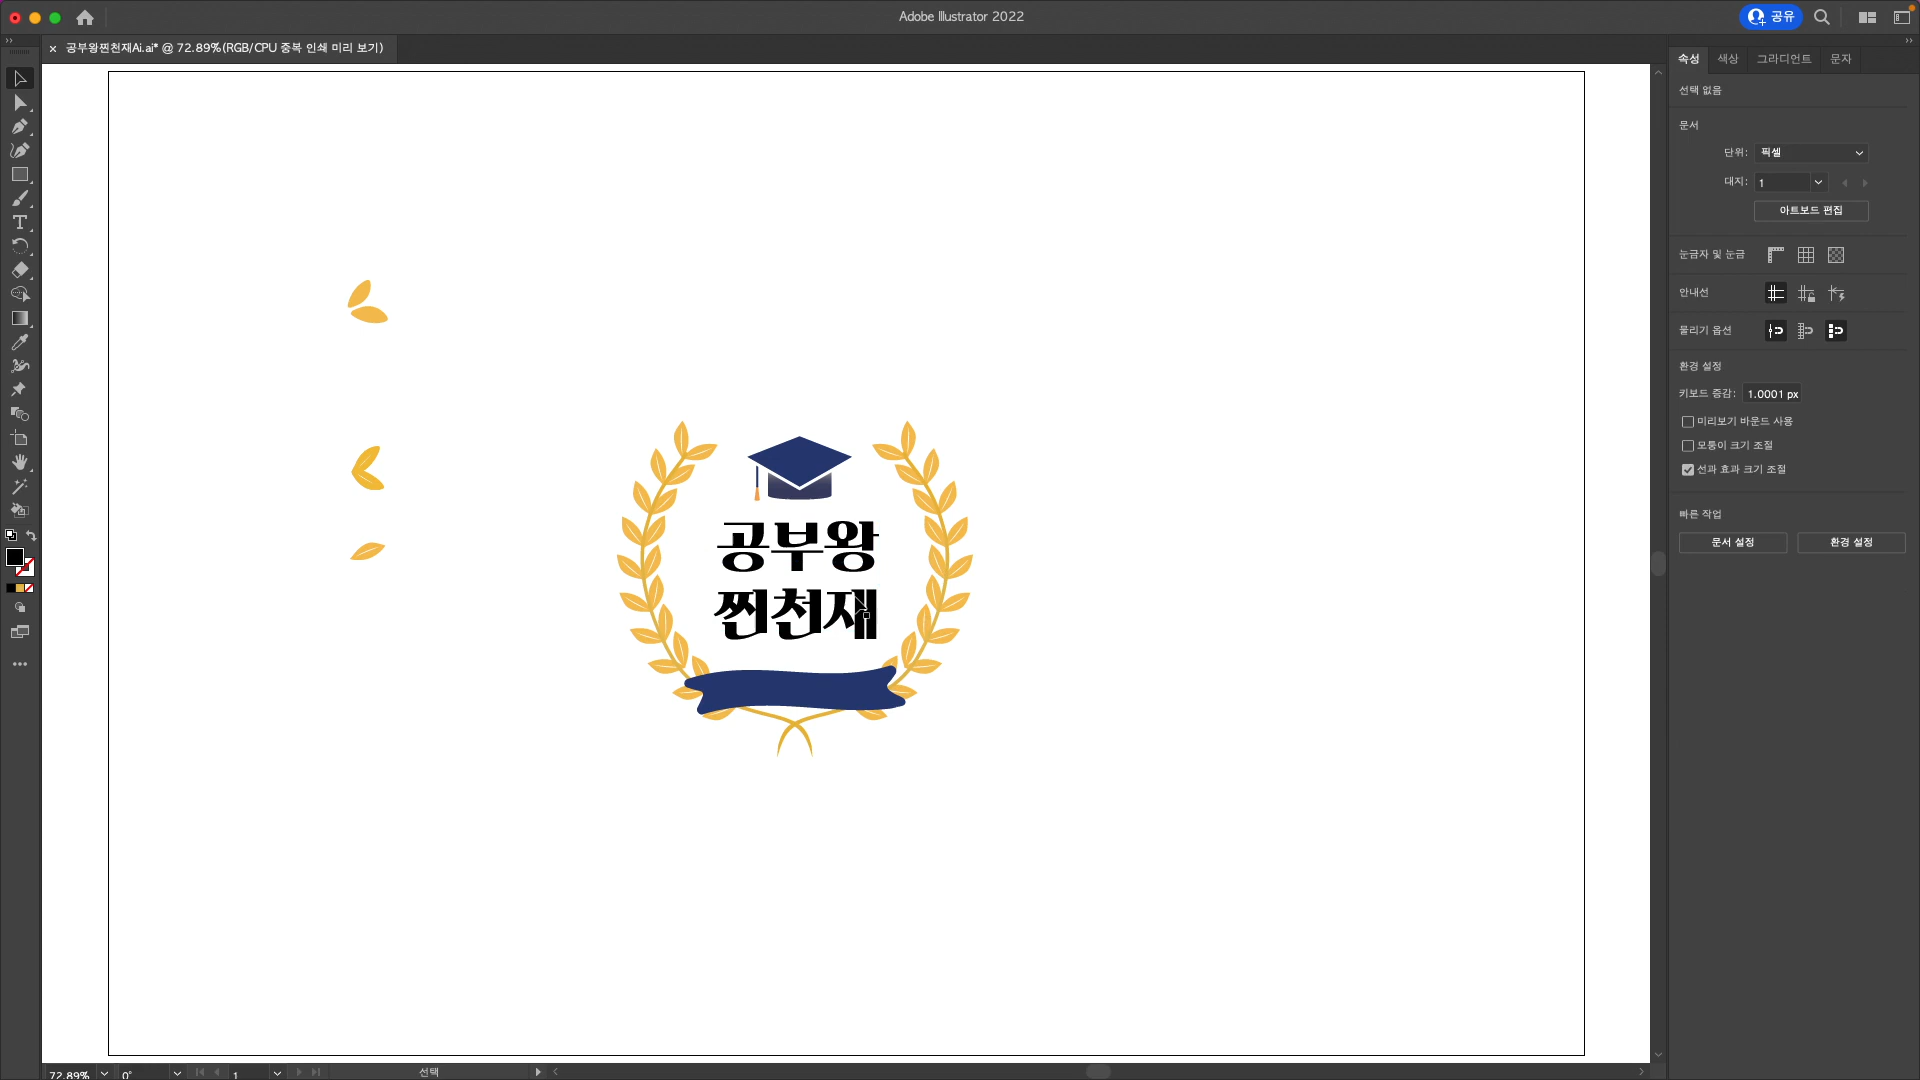 Adobe Illustrator 2022
공유
공부왕찐천재Ai.ai* @ 72.89%(RGB/CPU 중복 인쇄 미리 보기)
속성 색상 그라디언트 문자
선택 없음
문서
단위: 픽셀
대지: 1
아트보드 편집
눈금자 및 눈금
안내선
물리기 옵션
환경 설정
키보드 증감: 1.0001 px
미리보기 바운드 사용
모퉁이 크기 조절
선과 효과 크기 조절
빠른 작업
문서 설정 환경 설정
공부왕
찐천재
72.89% 0° 1 선택